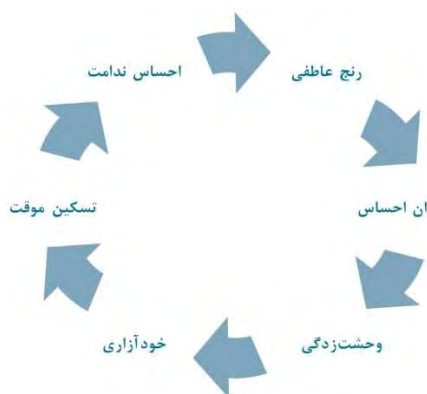 رنج عاطفی
ان احساس
وحشت‌زدگی
خودآزاری
تسکین موقت
احساس ندامت